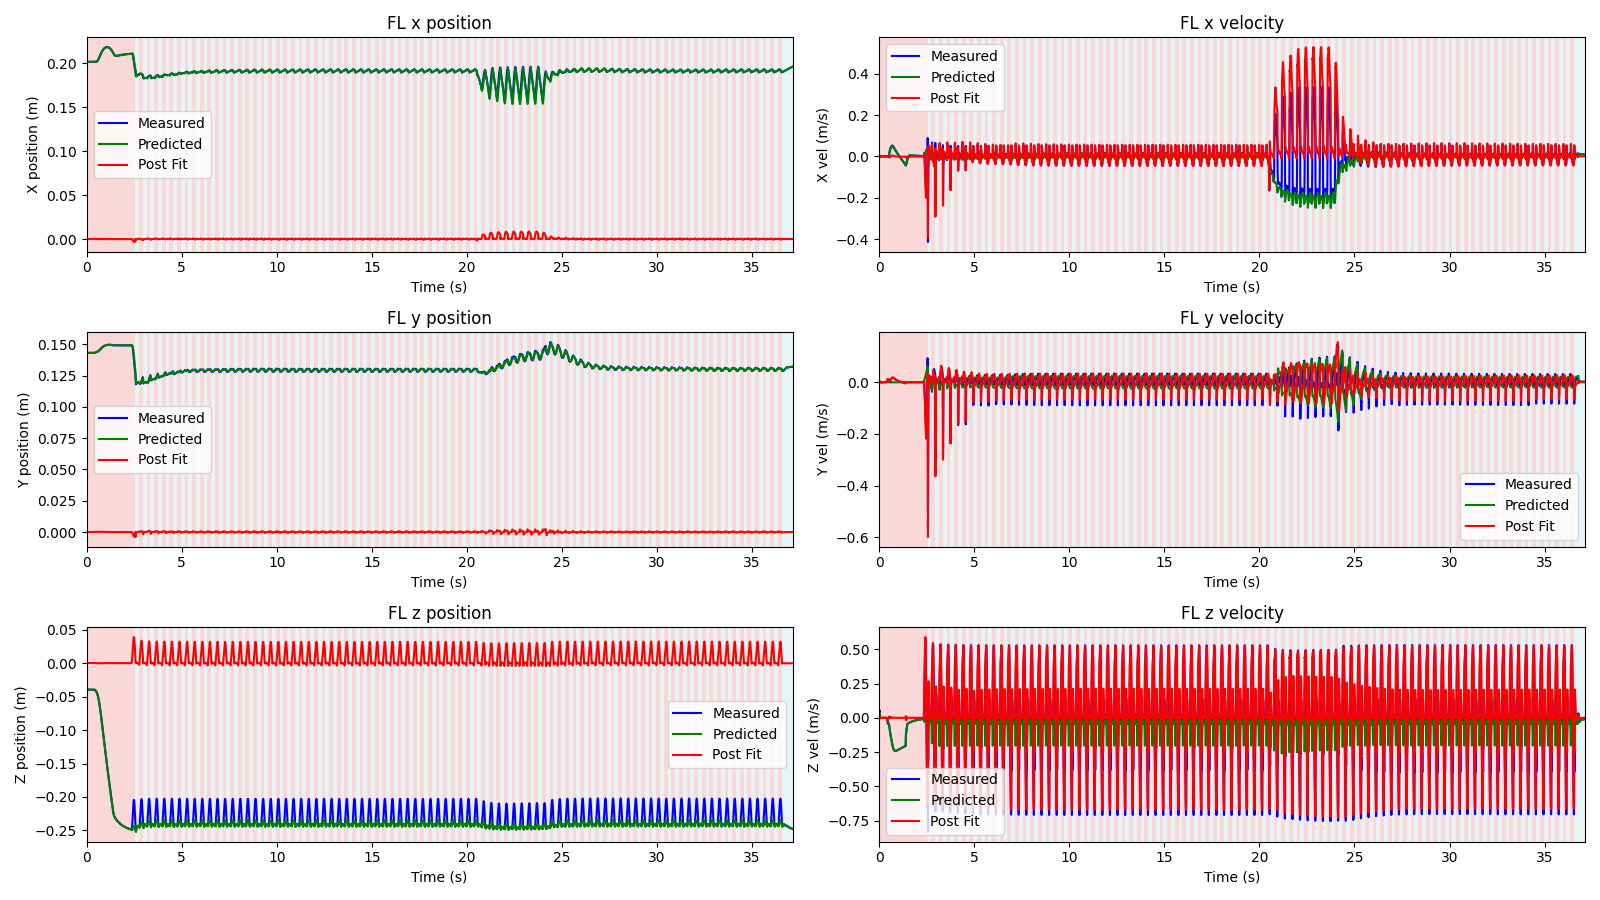 FL x position
X position (m)
0.20
0.15
0.10
0.05
0.00
Measured
Predicted
Post Fit
0 5 10 15 20 25 30 35
Time (s)
FL x velocity
X vel (m/s)
0.4
0.2
0.0
−0.2
−0.4
Measured
Predicted
Post Fit
0 5 10 15 20 25 30 35
Time (s)
FL y position
Y position (m)
0.150
0.125
0.100
0.075
0.050
0.025
0.000
Measured
Predicted
Post Fit
0 5 10 15 20 25 30 35
Time (s)
FL y velocity
Y vel (m/s)
0.0
−0.2
−0.4
−0.6
Measured
Predicted
Post Fit
0 5 10 15 20 25 30 35
Time (s)
FL z position
Z position (m)
0.05
0.00
−0.05
−0.10
−0.15
−0.20
−0.25
Measured
Predicted
Post Fit
0 5 10 15 20 25 30 35
Time (s)
FL z velocity
Z vel (m/s)
0.50
0.25
0.00
−0.25
−0.50
−0.75
Measured
Predicted
Post Fit
0 5 10 15 20 25 30 35
Time (s)